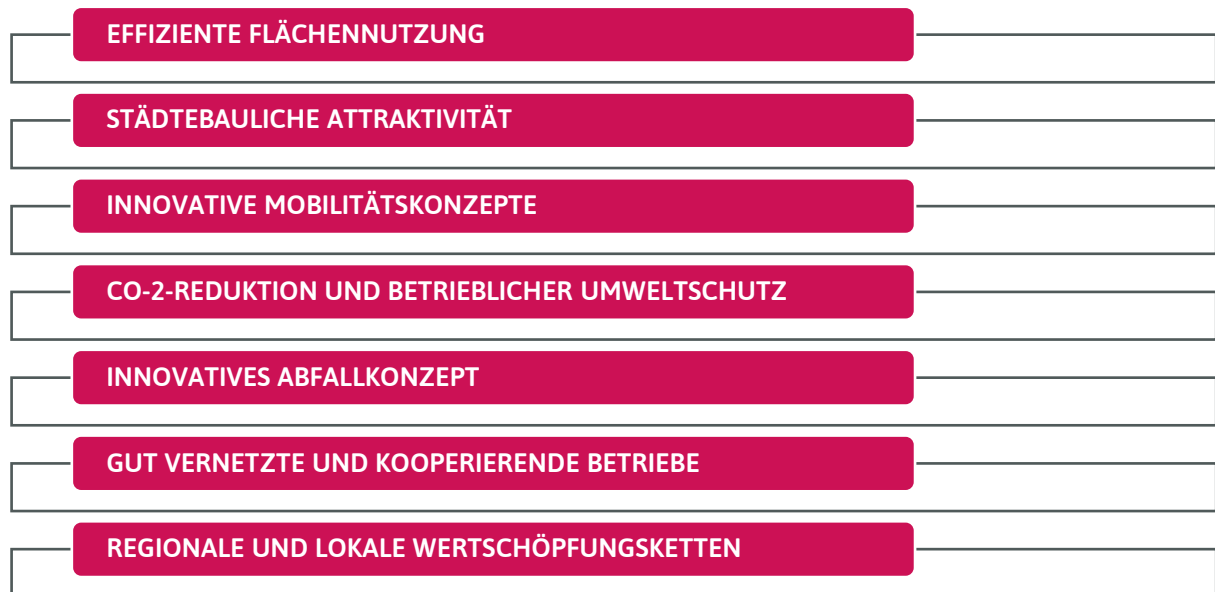 EFFIZIENTE FLÄCHENNUTZUNG
STÄDTEBAULICHE ATTRAKTIVITÄT
INNOVATIVE MOBILITÄTSKONZEPTE
CO-2-REDUKTION UND BETRIEBLICHER UMWELTSCHUTZ
INNOVATIVES ABFALLKONZEPT
GUT VERNETZTE UND KOOPERIERENDE BETRIEBE
REGIONALE UND LOKALE WERTSCHÖPFUNGSKETTEN